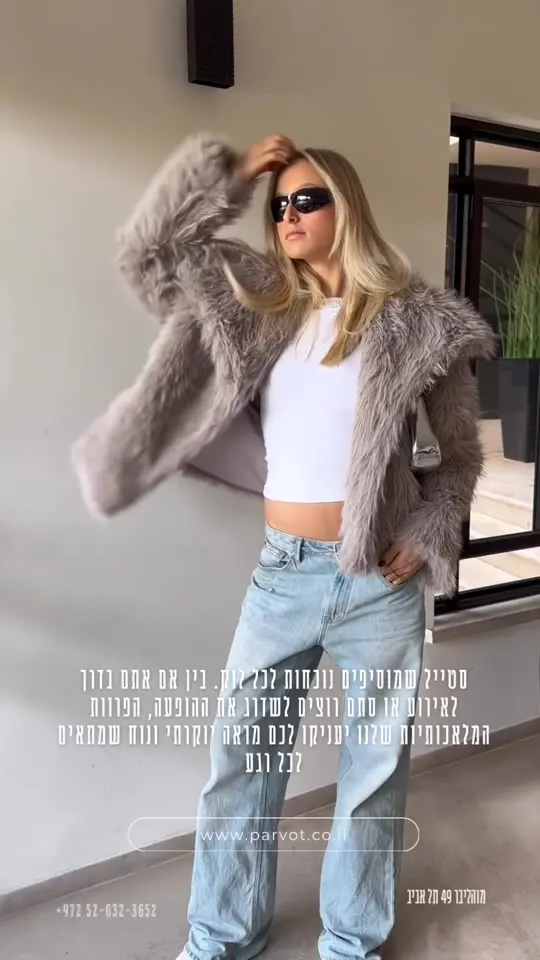 סטייל שמוסיפים נוכחות לכל לוק. בין אם אתם בדרך
לאירוע או סתם רוצים לשדרג את ההופעה, הפרוות
המלאכותיות שלנו יעניקו לכם מראה יוקרתי ונוח שמתאים
לכל רגע
www.parvot.co.il
מוהליבר 49 תל אביב
+972 52-632-3652